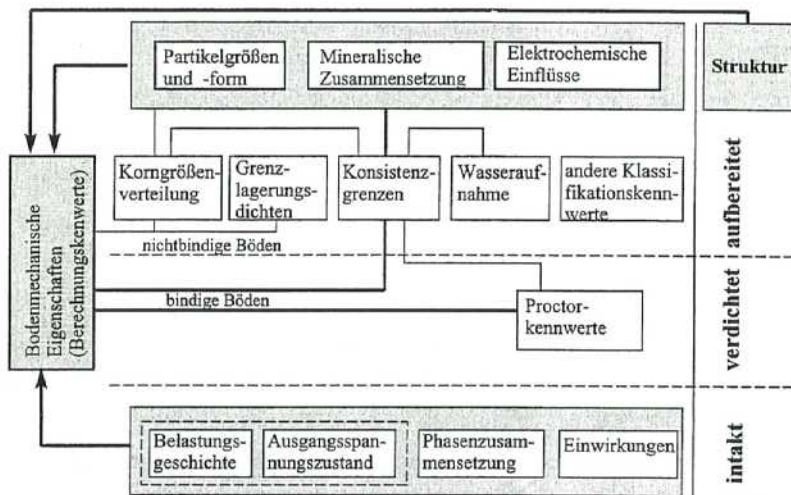 Partikelgrößen
und -form
Mineralische
Zusammensetzung
Elektrochemische
Einflüsse
Struktur
Korngrößen-
verteilung
Grenz-
lagerungs-
dichten
Konsistenz-
grenzen
Wasserauf-
nahme
andere Klassi-
fikationskenn-
werte
aufbereitet
Bodenmechanische
Eigenschaften
(Berechnungskenwerte)
nichtbindige Böden
bindige Böden
Proctor-
kennwerte
verdichtet
Belastungs-
geschichte
Ausgangsspan-
nungszustand
Phasenzusam-
mensetzung
Einwirkungen
intakt